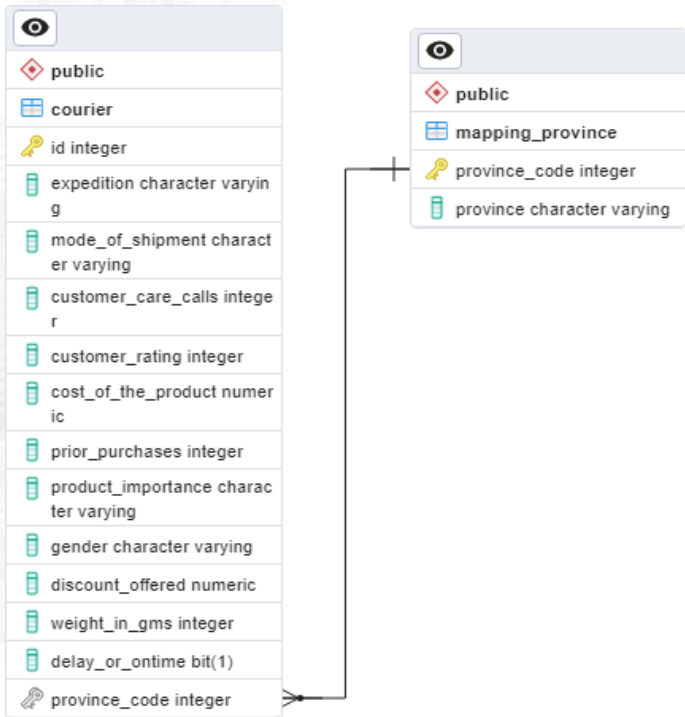 public
courier
id integer
expedition character varyin
g
mode_of_shipment charact
er varying
customer_care_calls intege
r
customer_rating integer
cost_of_the_product numer
ic
prior_purchases integer
product_importance charac
ter varying
gender character varying
discount_offered numeric
weight_in_gms integer
delay_or_ontime bit(1)
province_code integer
public
mapping_province
province_code integer
province character varying